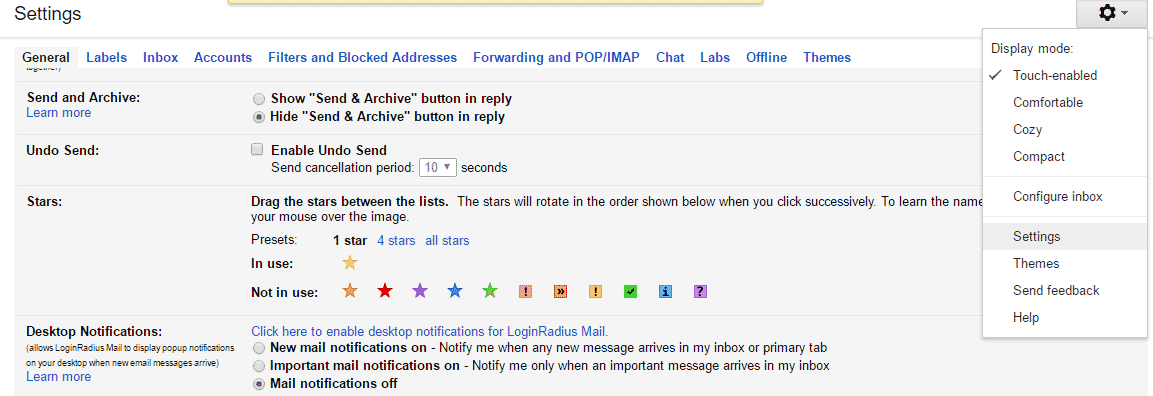 Settings
General Labels Inbox Accounts Filters and Blocked Addresses Forwarding and POP/IMAP Chat Labs Offline Themes
together)
Send and Archive:
Learn more
Show "Send & Archive" button in reply
Hide "Send & Archive" button in reply
Undo Send:
Enable Undo Send
Send cancellation period: 10 seconds
Stars:
Drag the stars between the lists. The stars will rotate in the order shown below when you click successively. To learn the name
your mouse over the image.
Presets: 1 star 4 stars all stars
In use:
Not in use: ! » ! i ?
Desktop Notifications:
(allows LoginRadius Mail to display popup notifications
on your desktop when new email messages arrive)
Learn more
Click here to enable desktop notifications for LoginRadius Mail.
New mail notifications on - Notify me when any new message arrives in my inbox or primary tab
Important mail notifications on - Notify me only when an important message arrives in my inbox
Mail notifications off
Display mode:
Touch-enabled
Comfortable
Cozy
Compact
Configure inbox
Settings
Themes
Send feedback
Help